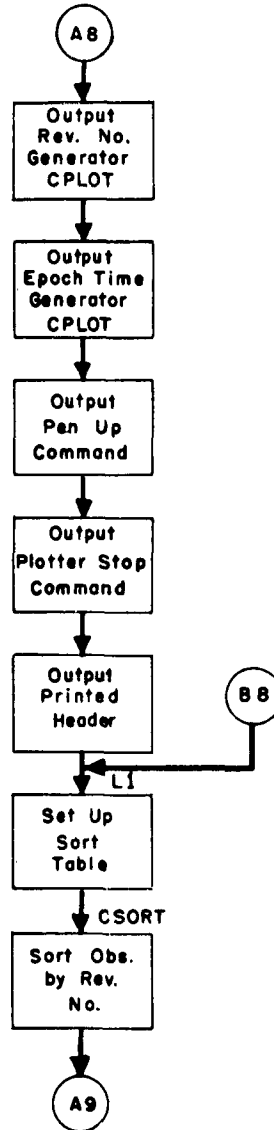 A8
Output
Rev. No.
Generator
CPLOT
Output
Epoch Time
Generator
CPLOT
Output
Pen Up
Command
Output
Plotter Stop
Command
Output
Printed
Header
B8
L1
Set Up
Sort
Table
CSORT
Sort Obs.
by Rev.
No.
A9